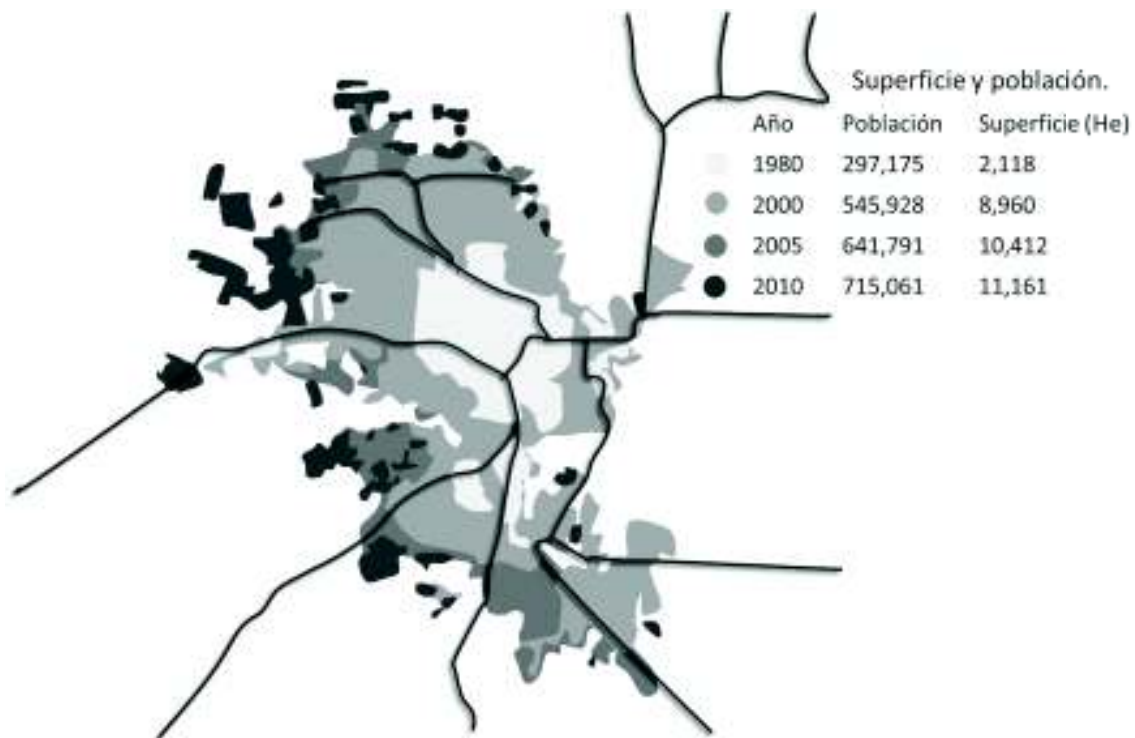 Superficie y población.
Año Población Superficie (He)
1980 297,175 2,118
2000 545,928 8,960
2005 641,791 10,412
2010 715,061 11,161